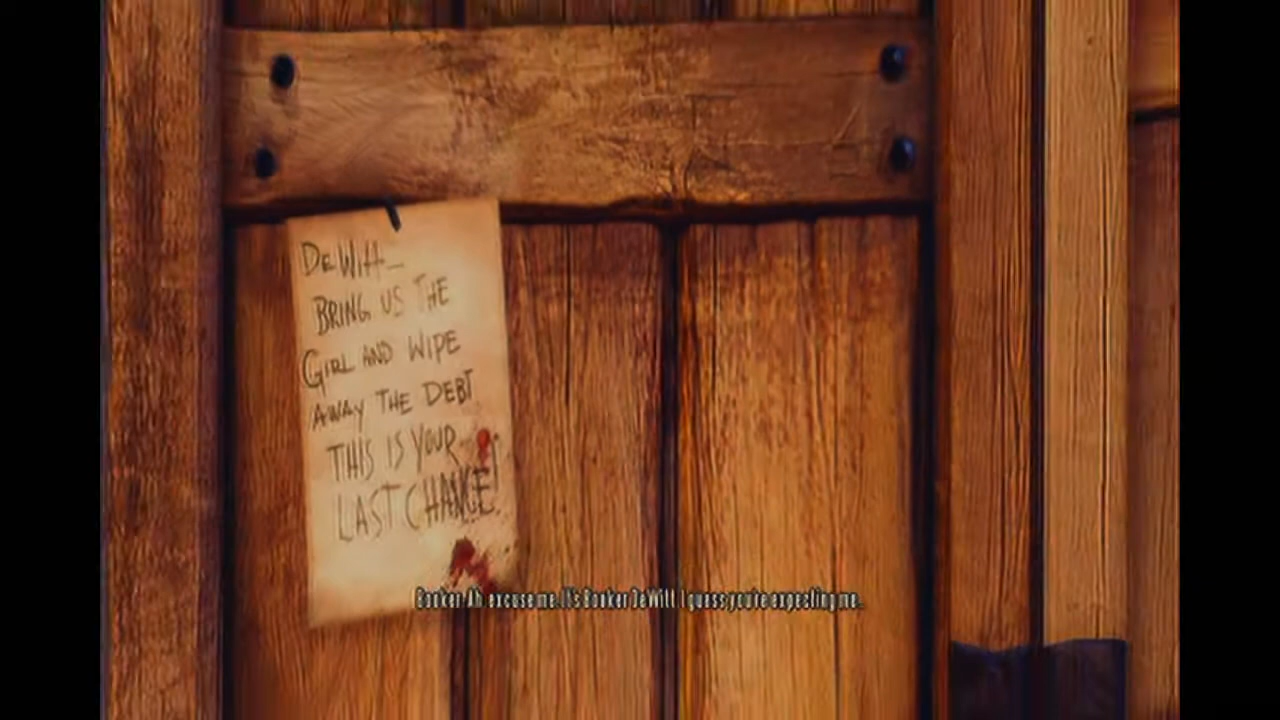 DEWITT—
BRING US THE
GIRL AND WIPE
AWAY THE DEBT
THIS IS YOUR
LAST CHANCE!
Booker: Ah, excuse me. It's Booker DeWitt. I guess you're expecting me.